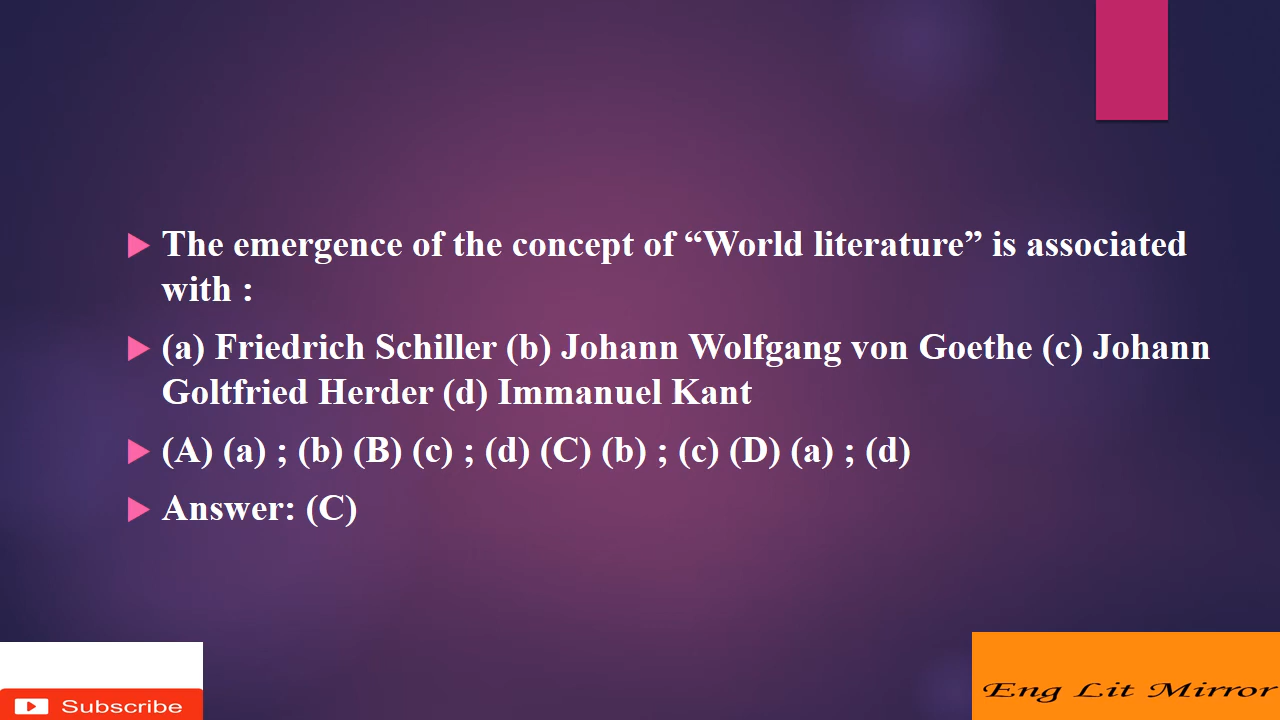 The emergence of the concept of “World literature” is associated
with :
(a) Friedrich Schiller (b) Johann Wolfgang von Goethe (c) Johann
Goltfried Herder (d) Immanuel Kant
(A) (a) ; (b) (B) (c) ; (d) (C) (b) ; (c) (D) (a) ; (d)
Answer: (C)
Subscribe
Eng Lit Mirror